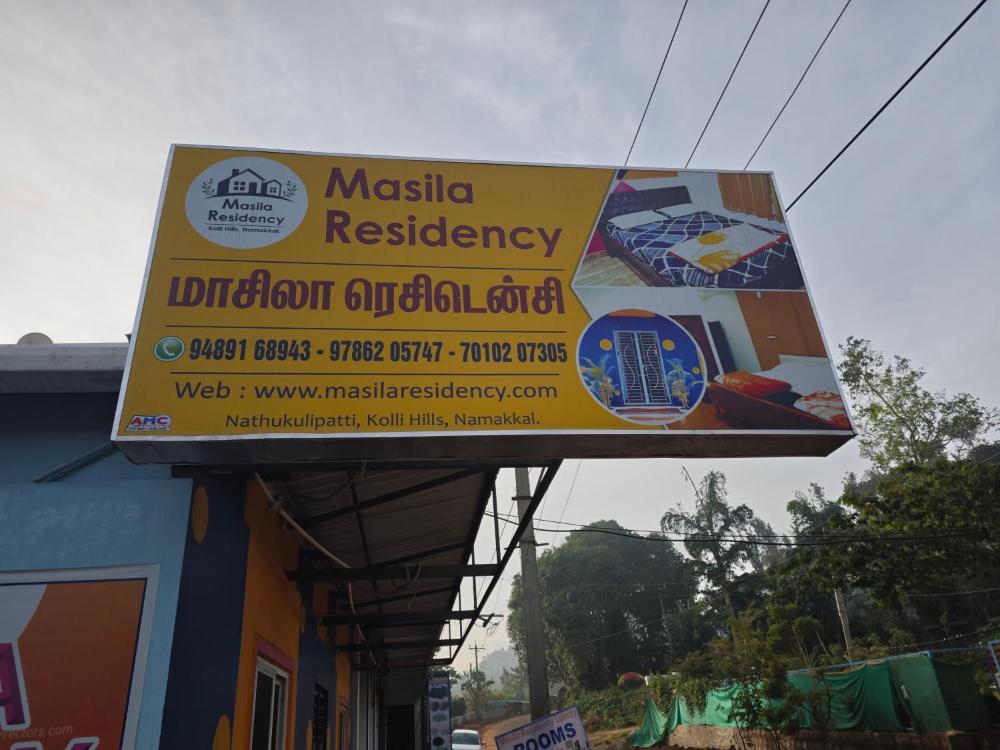 Masila
Residency
Kolli Hills, Namakkal.
Masila
Residency
மாசிலா ரெசிடென்சி
94891 68943 - 97862 05747 - 70102 07305
Web : www.masilaresidency.com
Nathukulipatti, Kolli Hills, Namakkal.
AMC
ROOMS